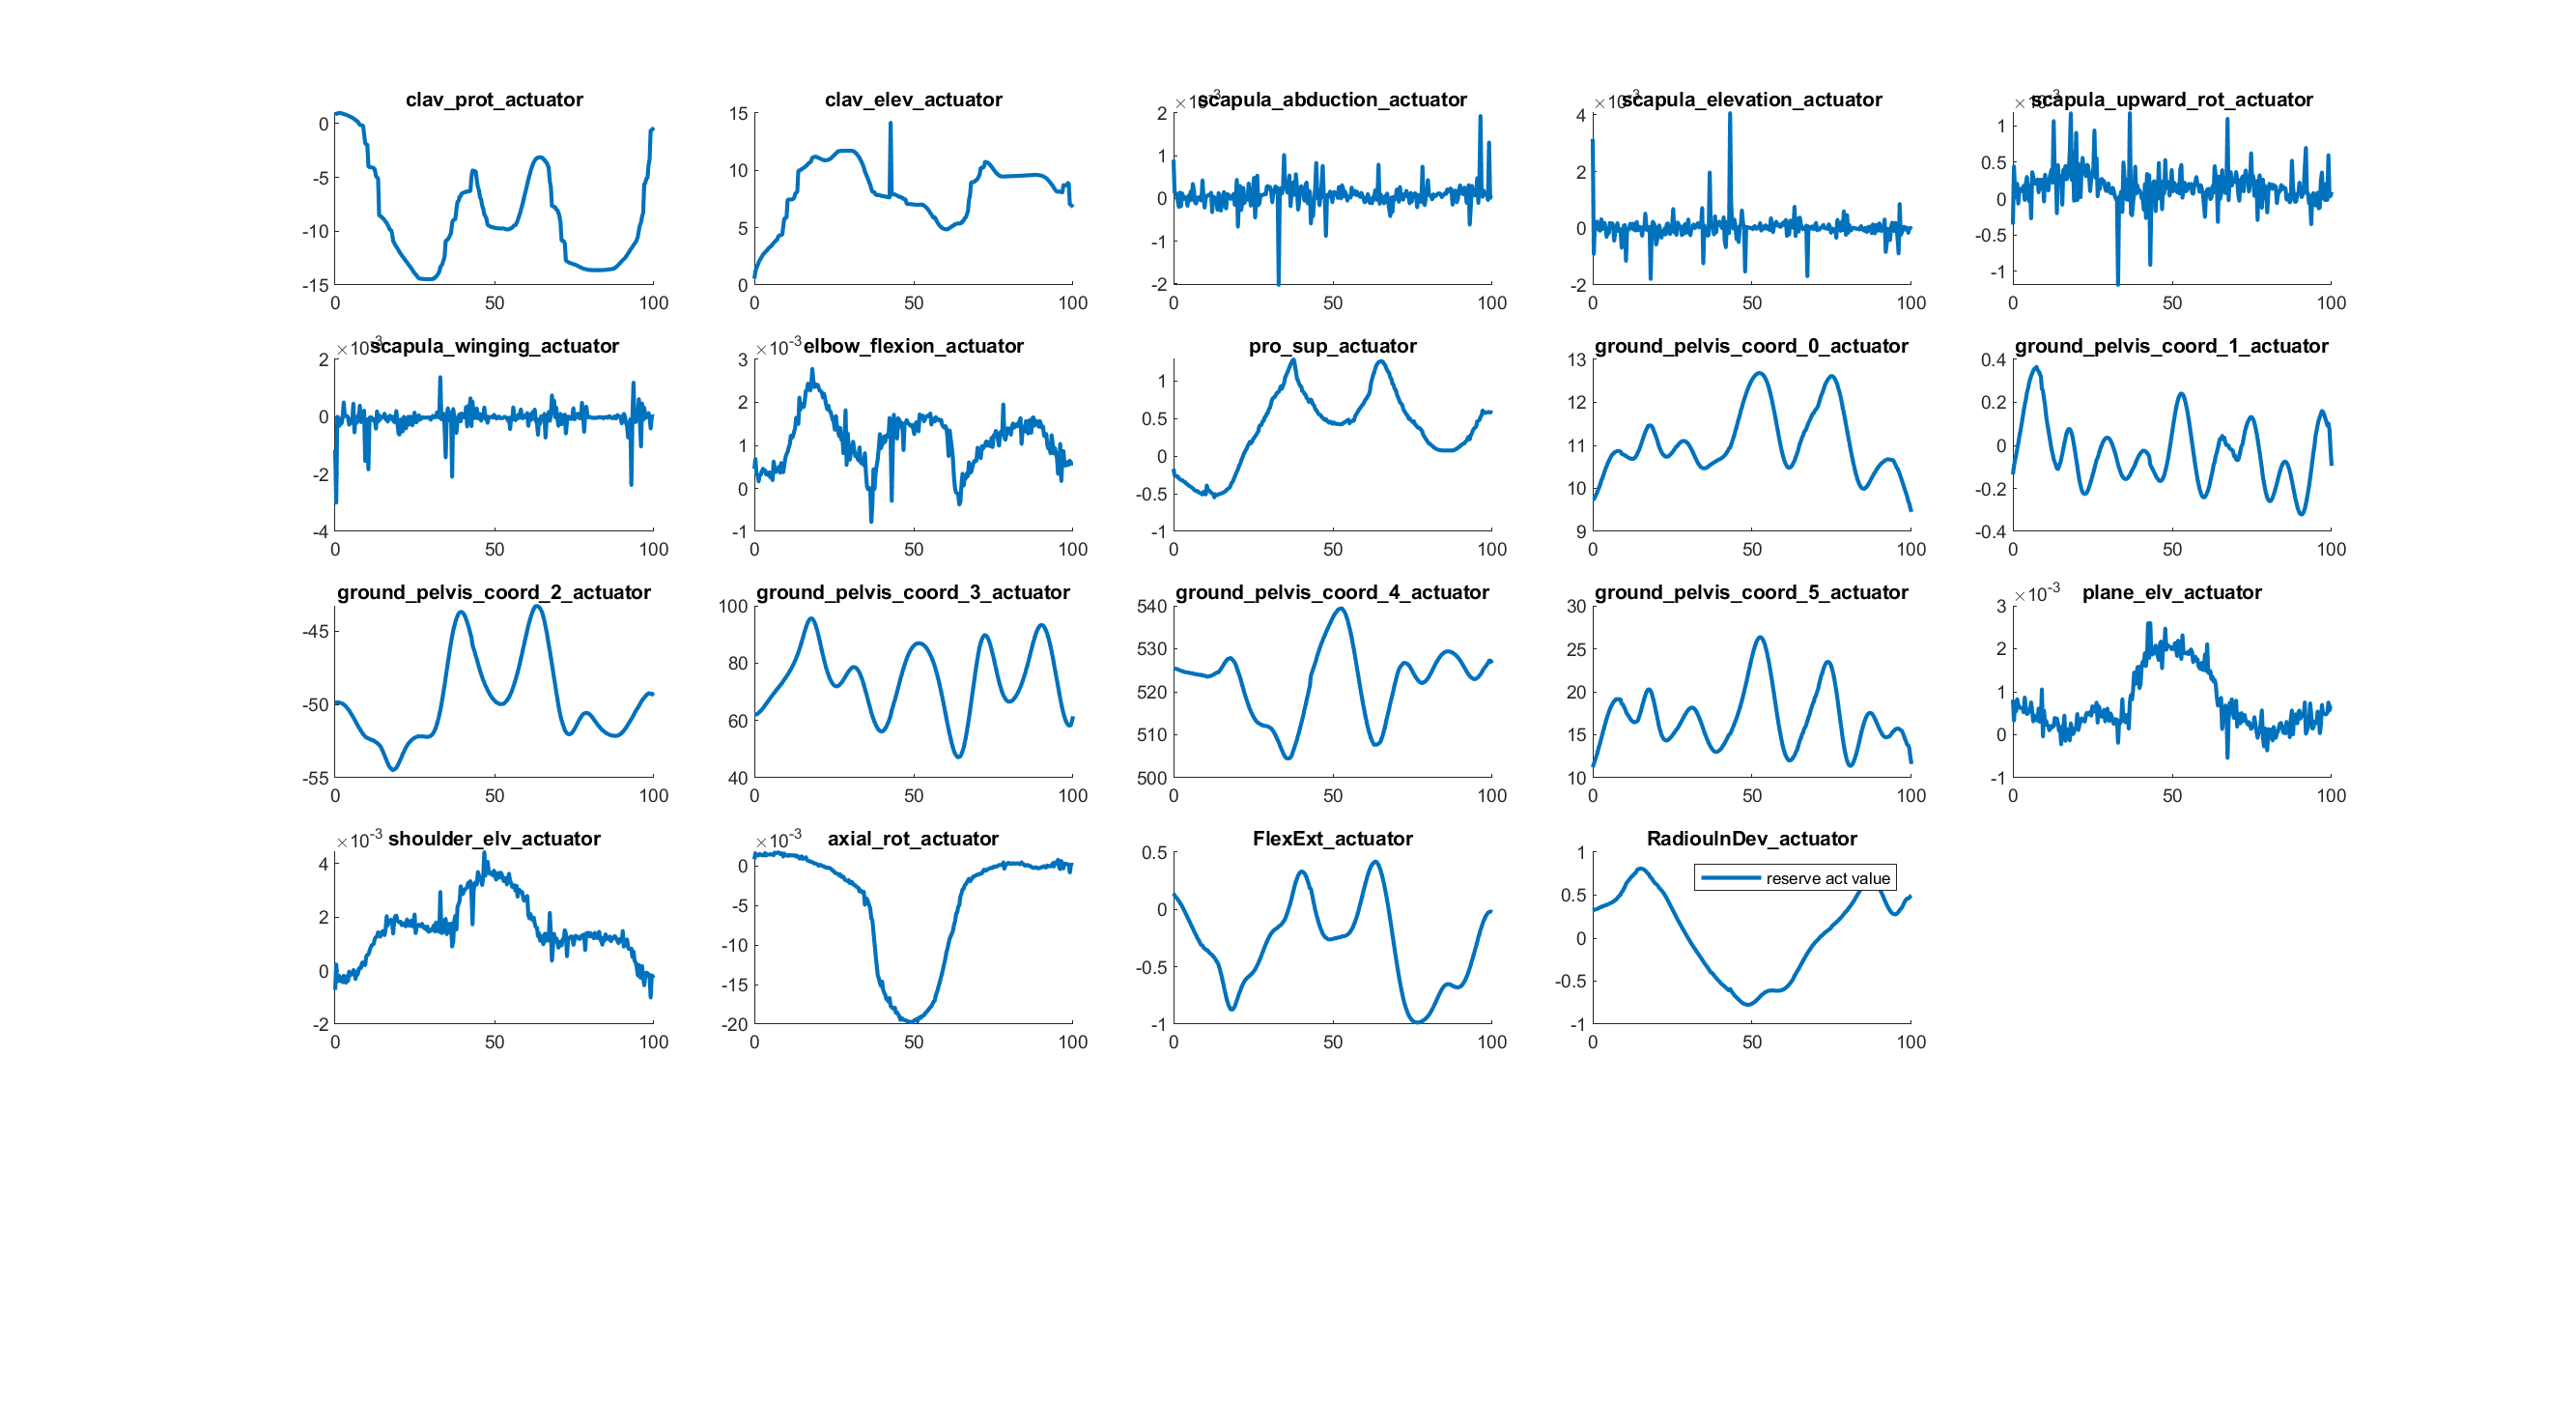 clav_prot_actuator
0
-5
-10
-15
0 50 100
clav_elev_actuator
15
10
5
0
0 50 100
×10-3
scapula_abduction_actuator
2
1
0
-1
-2
0 50 100
×10-3
scapula_elevation_actuator
4
2
0
-2
0 50 100
×10-3
scapula_upward_rot_actuator
1
0.5
0
-0.5
-1
0 50 100
×10-3
scapula_winging_actuator
2
0
-2
-4
0 50 100
×10-3
elbow_flexion_actuator
3
2
1
0
-1
0 50 100
pro_sup_actuator
1
0.5
0
-0.5
-1
0 50 100
ground_pelvis_coord_0_actuator
13
12
11
10
9
0 50 100
ground_pelvis_coord_1_actuator
0.4
0.2
0
-0.2
-0.4
0 50 100
ground_pelvis_coord_2_actuator
-45
-50
-55
0 50 100
ground_pelvis_coord_3_actuator
100
80
60
40
0 50 100
ground_pelvis_coord_4_actuator
540
530
520
510
500
0 50 100
ground_pelvis_coord_5_actuator
30
25
20
15
10
0 50 100
×10-3
plane_elv_actuator
3
2
1
0
-1
0 50 100
×10-3
shoulder_elv_actuator
4
2
0
-2
0 50 100
×10-3
axial_rot_actuator
0
-5
-10
-15
-20
0 50 100
FlexExt_actuator
0.5
0
-0.5
-1
0 50 100
RadioulnDev_actuator
1
0.5
0
-0.5
-1
0 50 100
reserve act value